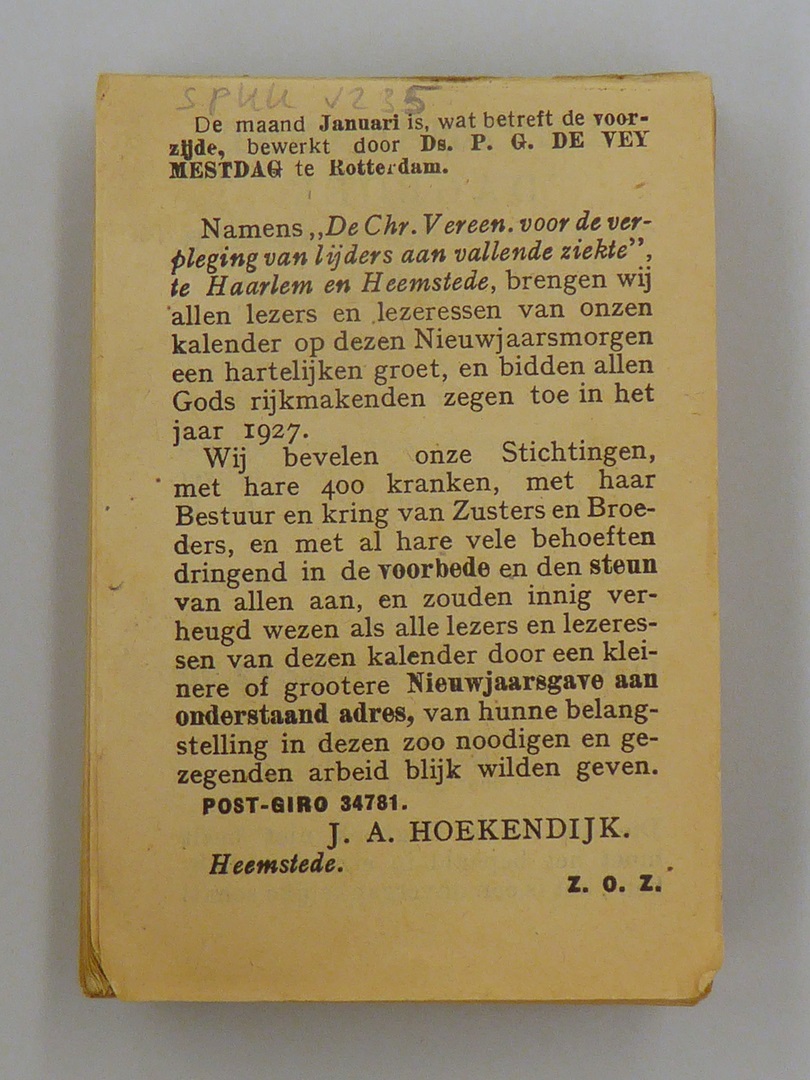 SPKK V235
De maand Januari is, wat betreft de voor-
zijde, bewerkt door Ds. P. G. DE VEY
MESTDAG te Rotterdam.
Namens „De Chr. Vereen. voor de ver-
pleging van lijders aan vallende ziekte”,
te Haarlem en Heemstede, brengen wij
allen lezers en lezeressen van onzen
kalender op dezen Nieuwjaarsmorgen
een hartelijken groet, en bidden allen
Gods rijkmakenden zegen toe in het
jaar 1927.
Wij bevelen onze Stichtingen,
met hare 400 kranken, met haar
Bestuur en kring van Zusters en Broe-
ders, en met al hare vele behoeften
dringend in de voorbede en den steun
van allen aan, en zouden innig ver-
heugd wezen als alle lezers en lezeres-
sen van dezen kalender door een klei-
nere of grootere Nieuwjaarsgave aan
onderstaand adres, van hunne belang-
stelling in dezen zoo noodigen en ge-
zegenden arbeid blijk wilden geven.
POST-GIRO 34781.
J. A. HOEKENDIJK.
Heemstede.
Z. O. Z.